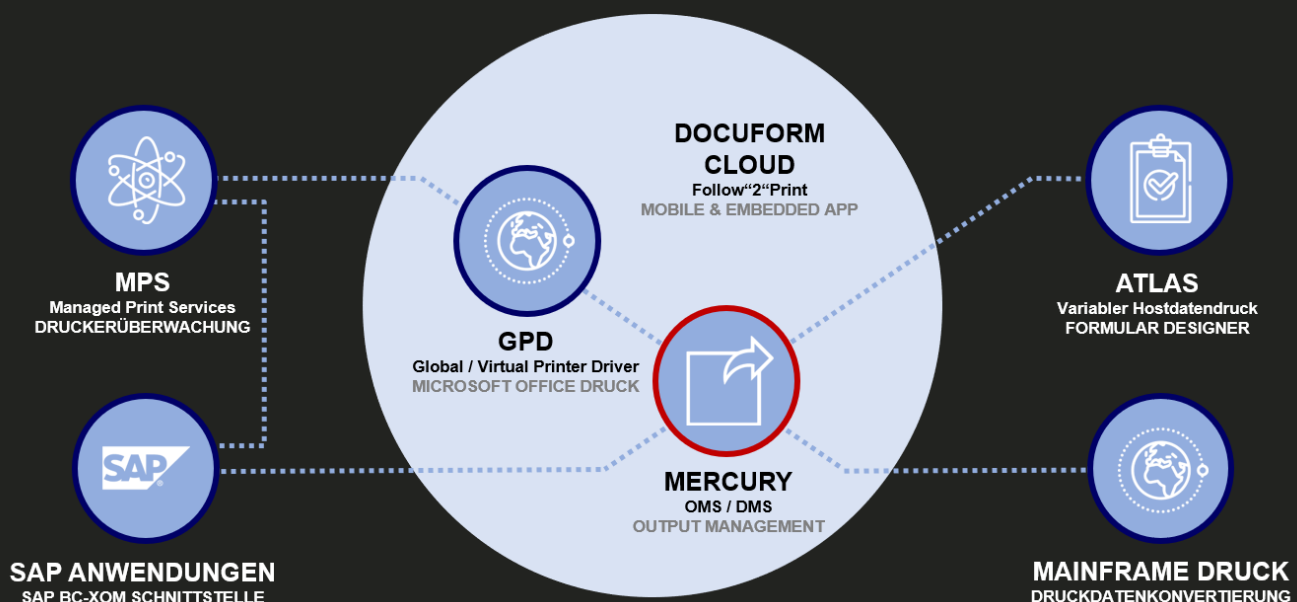 DOCUFORM
CLOUD
Follow“2“Print
MOBILE & EMBEDDED APP
MPS
Managed Print Services
DRUCKERÜBERWACHUNG
GPD
Global / Virtual Printer Driver
MICROSOFT OFFICE DRUCK
ATLAS
Variabler Hostdatendruck
FORMULAR DESIGNER
SAP
SAP ANWENDUNGEN
SAP BC-XOM SCHNITTSTELLE
MERCURY
OMS / DMS
OUTPUT MANAGEMENT
MAINFRAME DRUCK
DRUCKDATENKONVERTIERUNG